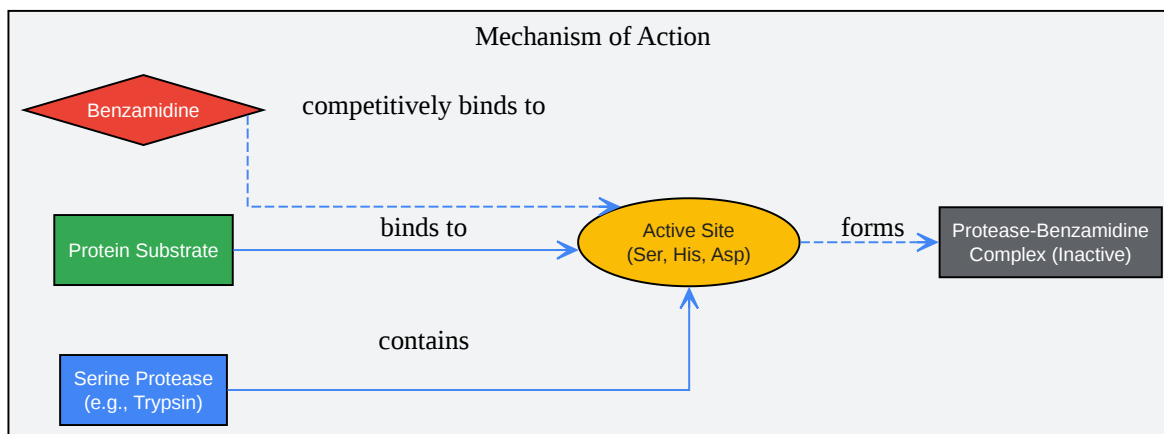 Mechanism of Action
Benzamidine
competitively binds to
Protein Substrate
binds to
Active Site
(Ser, His, Asp)
forms
Protease-Benzamidine
Complex (Inactive)
contains
Serine Protease
(e.g., Trypsin)